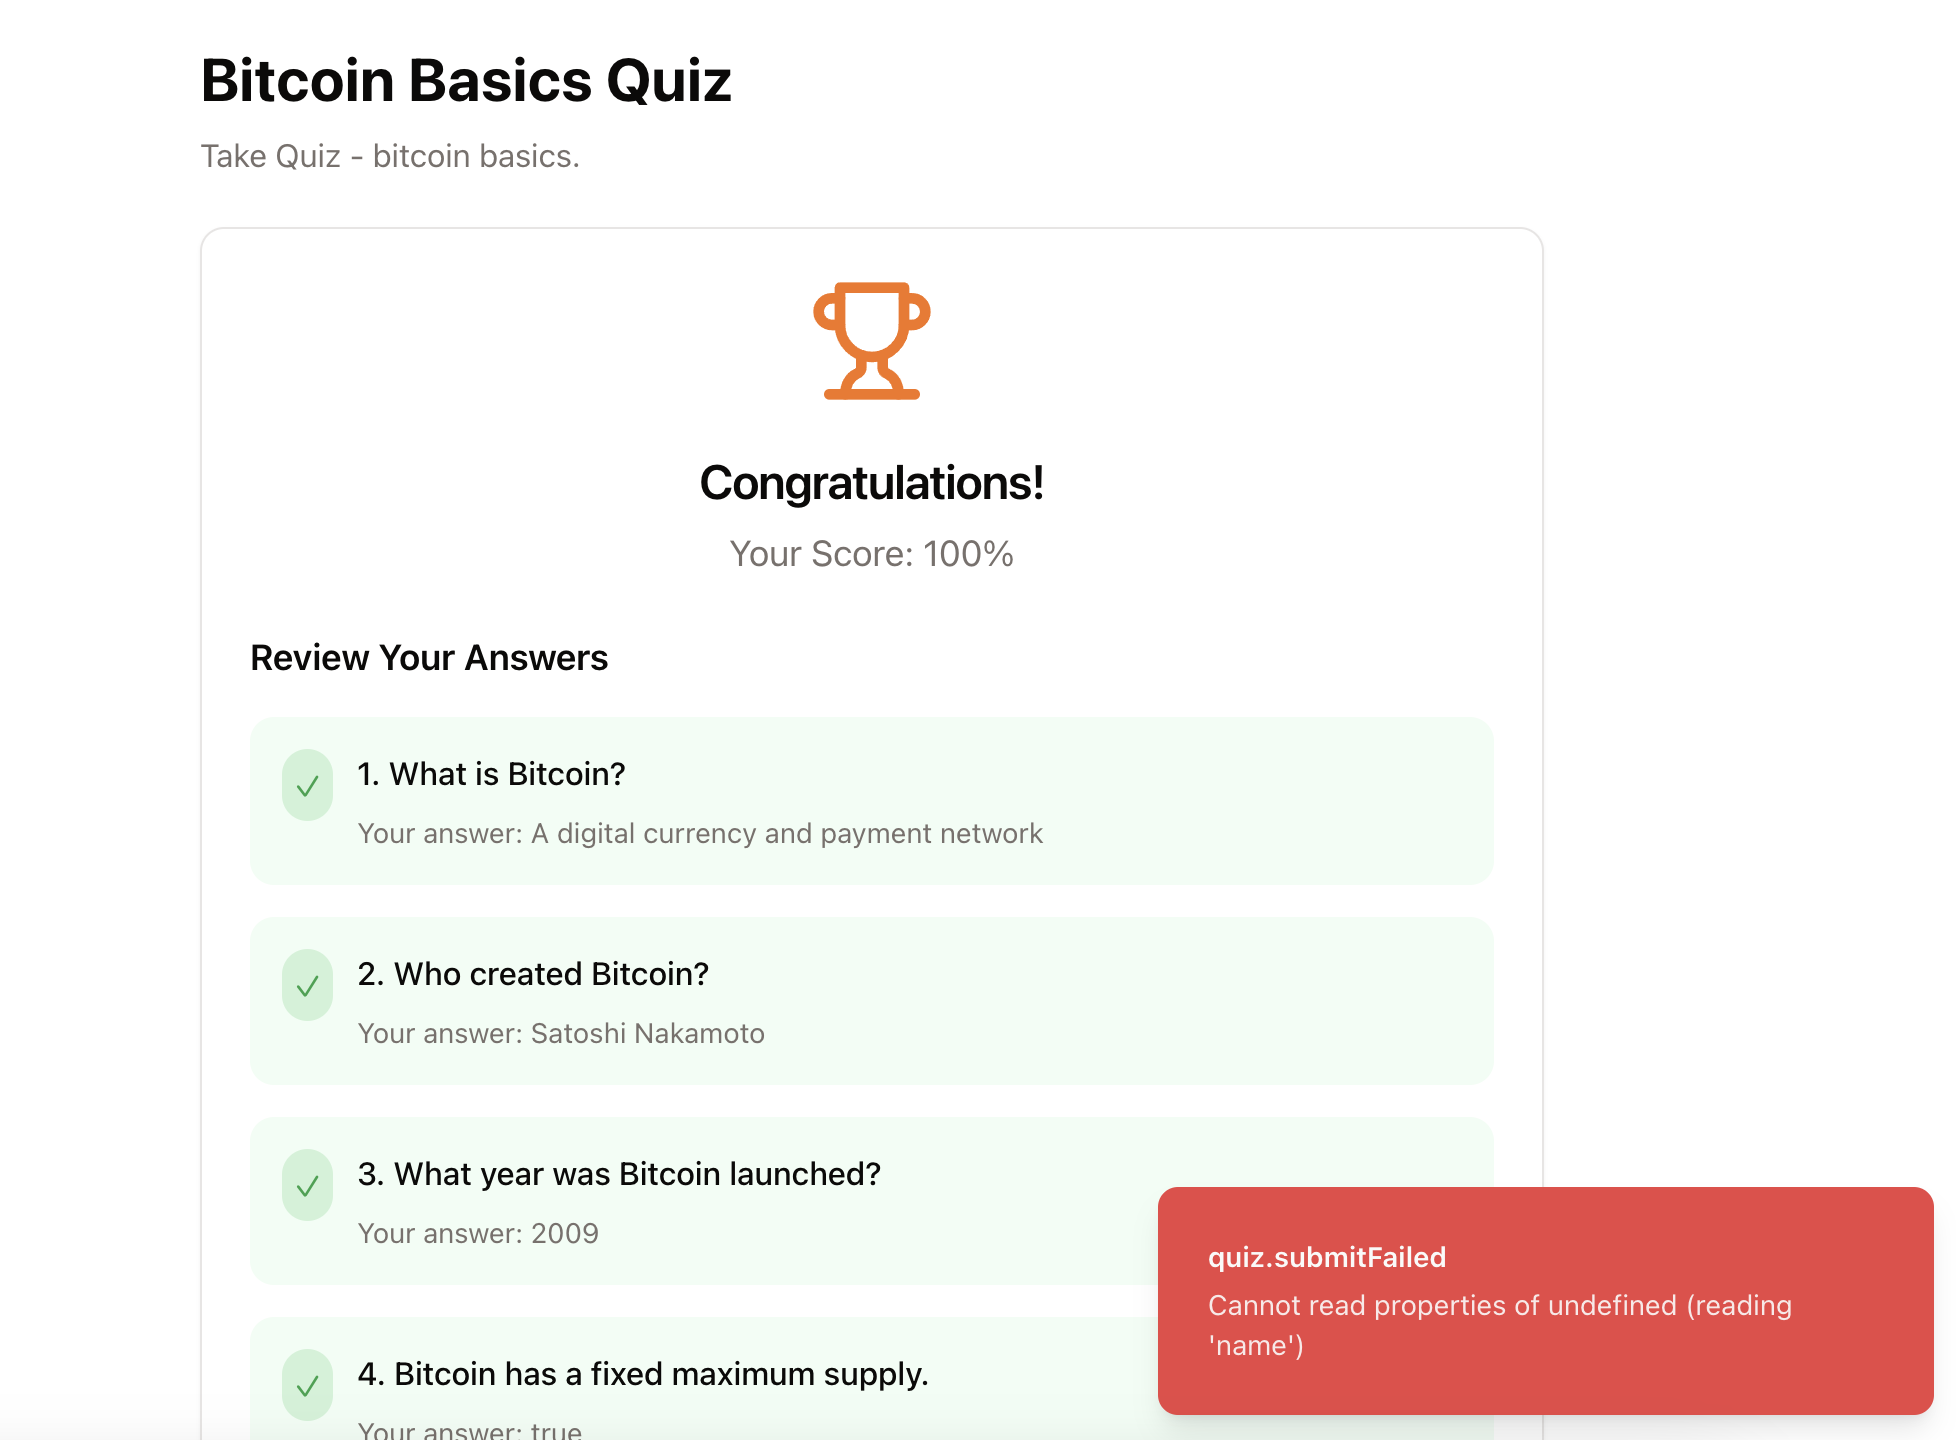 Bitcoin Basics Quiz
Take Quiz - bitcoin basics.
Congratulations!
Your Score: 100%
Review Your Answers
1. What is Bitcoin?
Your answer: A digital currency and payment network
2. Who created Bitcoin?
Your answer: Satoshi Nakamoto
3. What year was Bitcoin launched?
Your answer: 2009
4. Bitcoin has a fixed maximum supply.
Your answer: true
quiz.submitFailed
Cannot read properties of undefined (reading
'name')